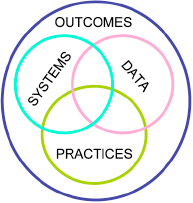 OUTCOMES
SYSTEMS
DATA
PRACTICES